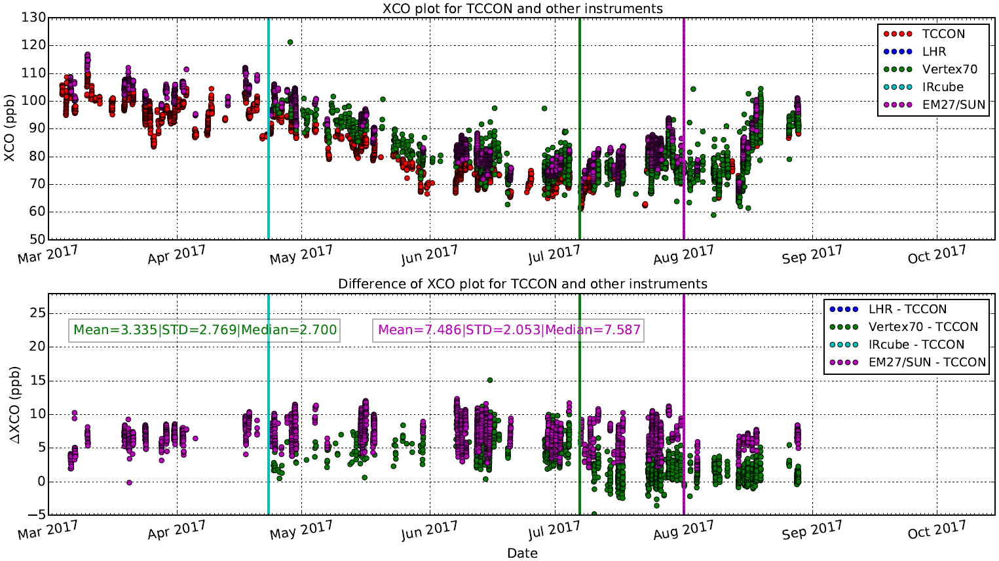 XCO plot for TCCON and other instruments
130
120
110
100
90
80
70
60
50
XCO (ppb)
TCCON
LHR
Vertex70
IRcube
EM27/SUN
Mar 2017
Apr 2017
May 2017
Jun 2017
Jul 2017
Aug 2017
Sep 2017
Oct 2017
Difference of XCO plot for TCCON and other instruments
25
20
15
10
5
0
−5
ΔXCO (ppb)
Mean=3.335|STD=2.769|Median=2.700
Mean=7.486|STD=2.053|Median=7.587
LHR - TCCON
Vertex70 - TCCON
IRcube - TCCON
EM27/SUN - TCCON
Mar 2017
Apr 2017
May 2017
Jun 2017
Jul 2017
Aug 2017
Sep 2017
Oct 2017
Date